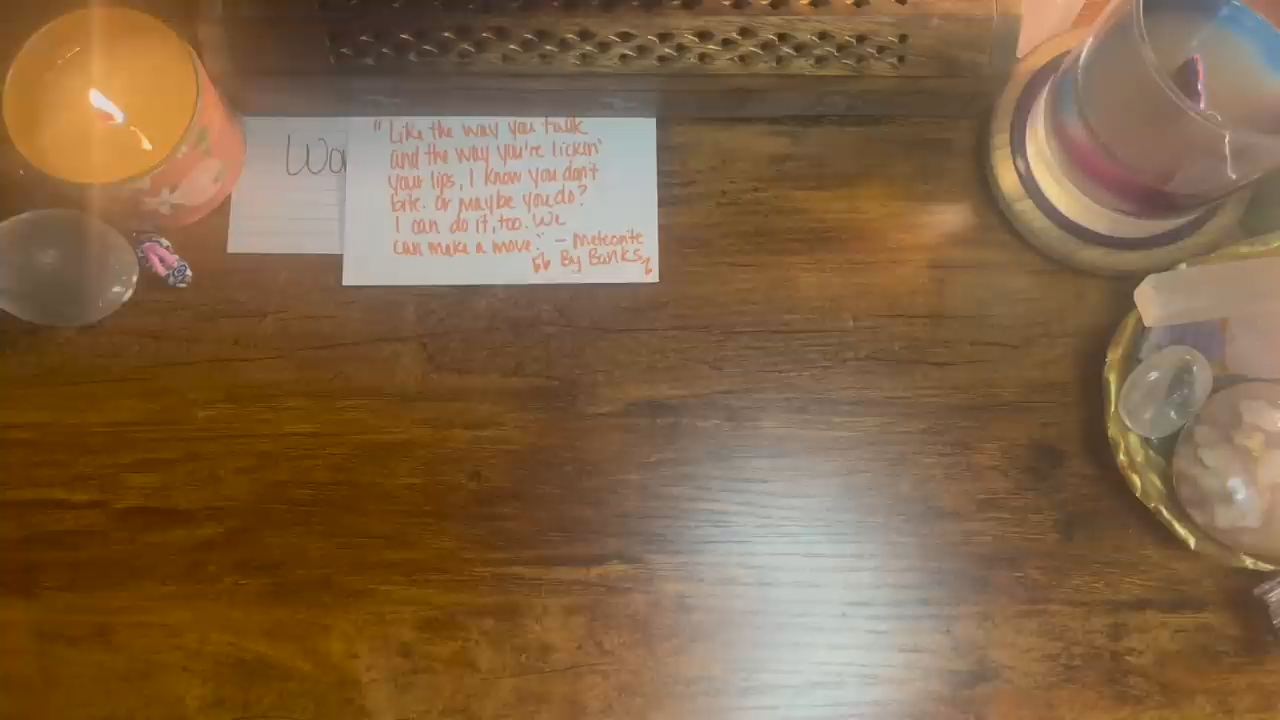 Wa
"Like the way you talk
and the way you're lickin'
your lips, I know you don't
bite. Or maybe you do?
I can do it, too. We
can make a move." - Meteorite
By Banks